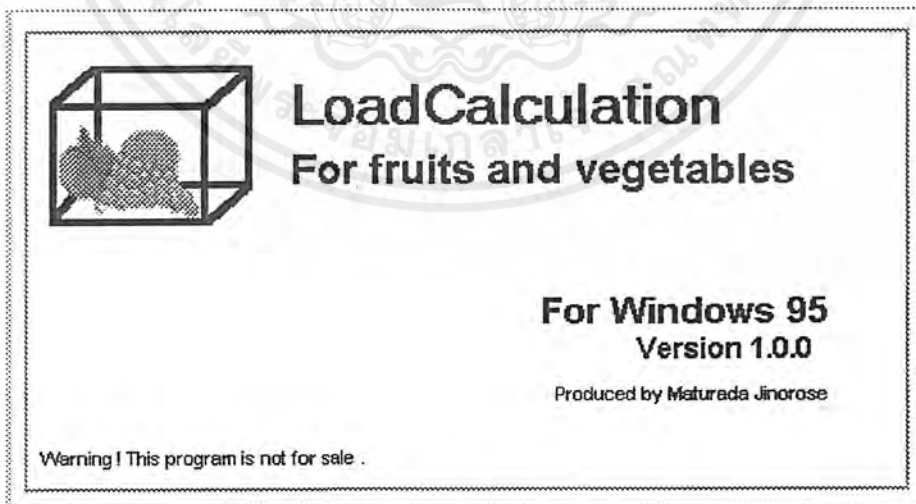 LoadCalculation
For fruits and vegetables
For Windows 95
Version 1.0.0
Produced by Maturada Jinorose
Warning ! This program is not for sale .